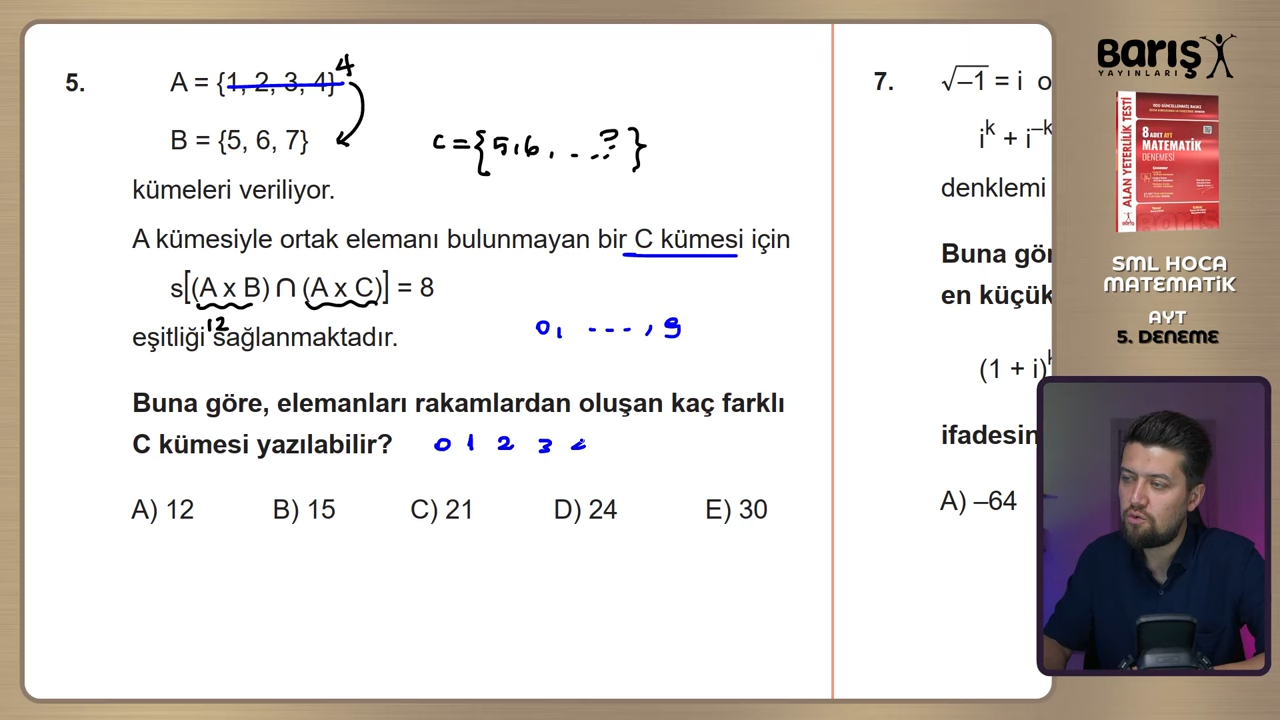 5.
A = {1, 2, 3, 4} 4
B = {5, 6, 7}
C = {5, 6, . - ..? }
kümeleri veriliyor.
A kümesiyle ortak elemanı bulunmayan bir C kümesi için
s[(A x B) ∩ (A x C)] = 8
12
eşitliği sağlanmaktadır.
0, - - - , 9
Buna göre, elemanları rakamlardan oluşan kaç farklı
C kümesi yazılabilir?
0 1 2 3
A) 12 B) 15 C) 21 D) 24 E) 30
7.
√–1 = i o
i^k + i^–k
denklemi
Buna gör
en küçük
(1 + i)^k
ifadesin
A) –64
Barış
YAYINLARI
ALAN YETERLİLİK TESTİ
8 ADET AYT
MATEMATİK
DENEMESİ
SML HOCA
MATEMATİK
AYT
5. DENEME